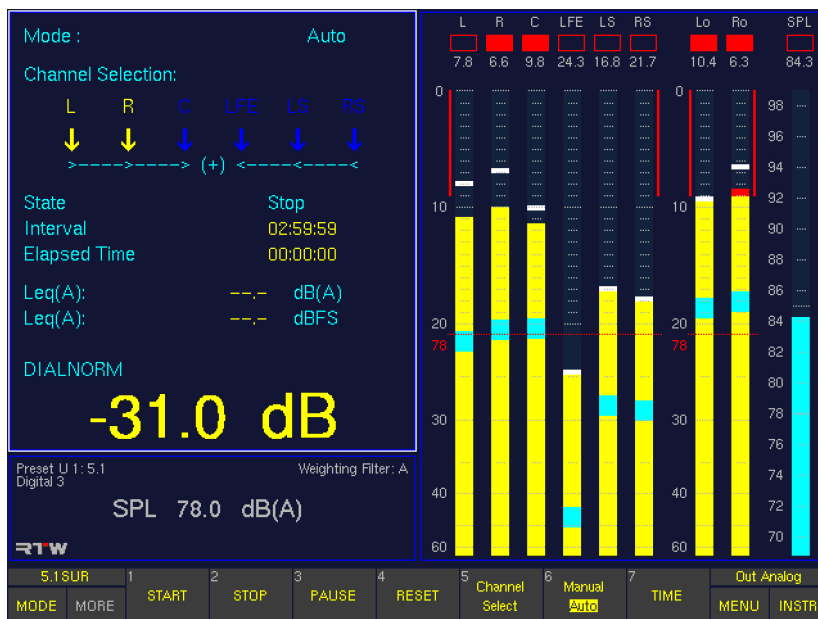 Mode : Auto
Channel Selection:
L R C LFE LS RS
>---->----> (+) <----<----<
State Stop
Interval 02:59:59
Elapsed Time 00:00:00
Leq(A): --,- dB(A)
Leq(A): --,- dBFS
DIALNORM
-31.0 dB
Preset U 1: 5.1 Weighting Filter: A
Digital 3
SPL 78.0 dB(A)
RTW
L R C LFE LS RS Lo Ro SPL
7.8 6.6 9.8 24.3 16.8 21.7 10.4 6.3 84.3
0 0
98
96
94
92
10 10
90
88
86
20 20 84
78 78
82
80
30 30 78
76
74
40 40
72
70
60 60
5.1SUR 1 2 3 4 5 6 7 Out Analog
MODE MORE START STOP PAUSE RESET Channel Select Manual Auto TIME MENU INSTR